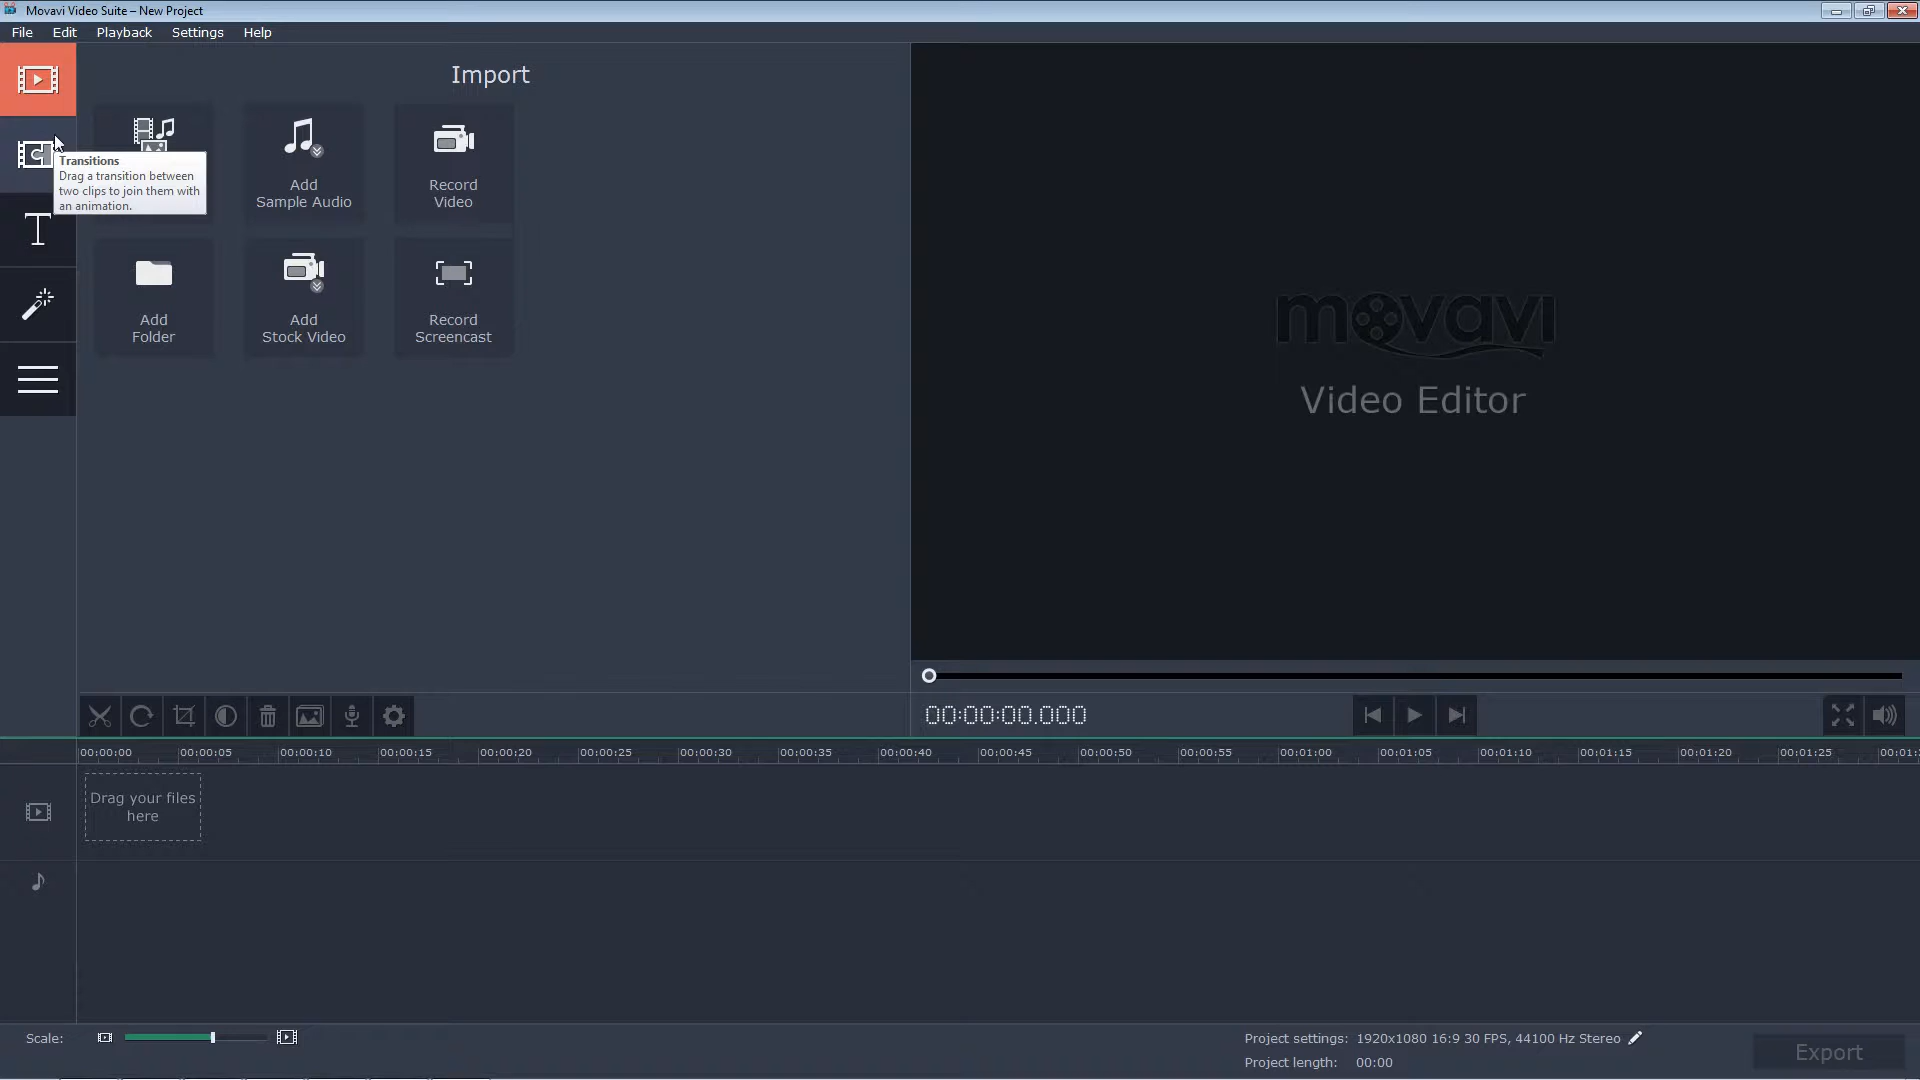 Movavi Video Suite – New Project
File Edit Playback Settings Help
Import
Transitions
Drag a transition between
two clips to join them with
an animation.
Add
Sample Audio
Record
Video
Add
Folder
Add
Stock Video
Record
Screencast
movavi
Video Editor
00:00:00.000
00:00:00 00:00:05 00:00:10 00:00:15 00:00:20 00:00:25 00:00:30 00:00:35 00:00:40 00:00:45 00:00:50 00:00:55 00:01:00 00:01:05 00:01:10 00:01:15 00:01:20 00:01:25
Drag your files
here
Scale:
Project settings: 1920x1080 16:9 30 FPS, 44100 Hz Stereo
Project length: 00:00
Export